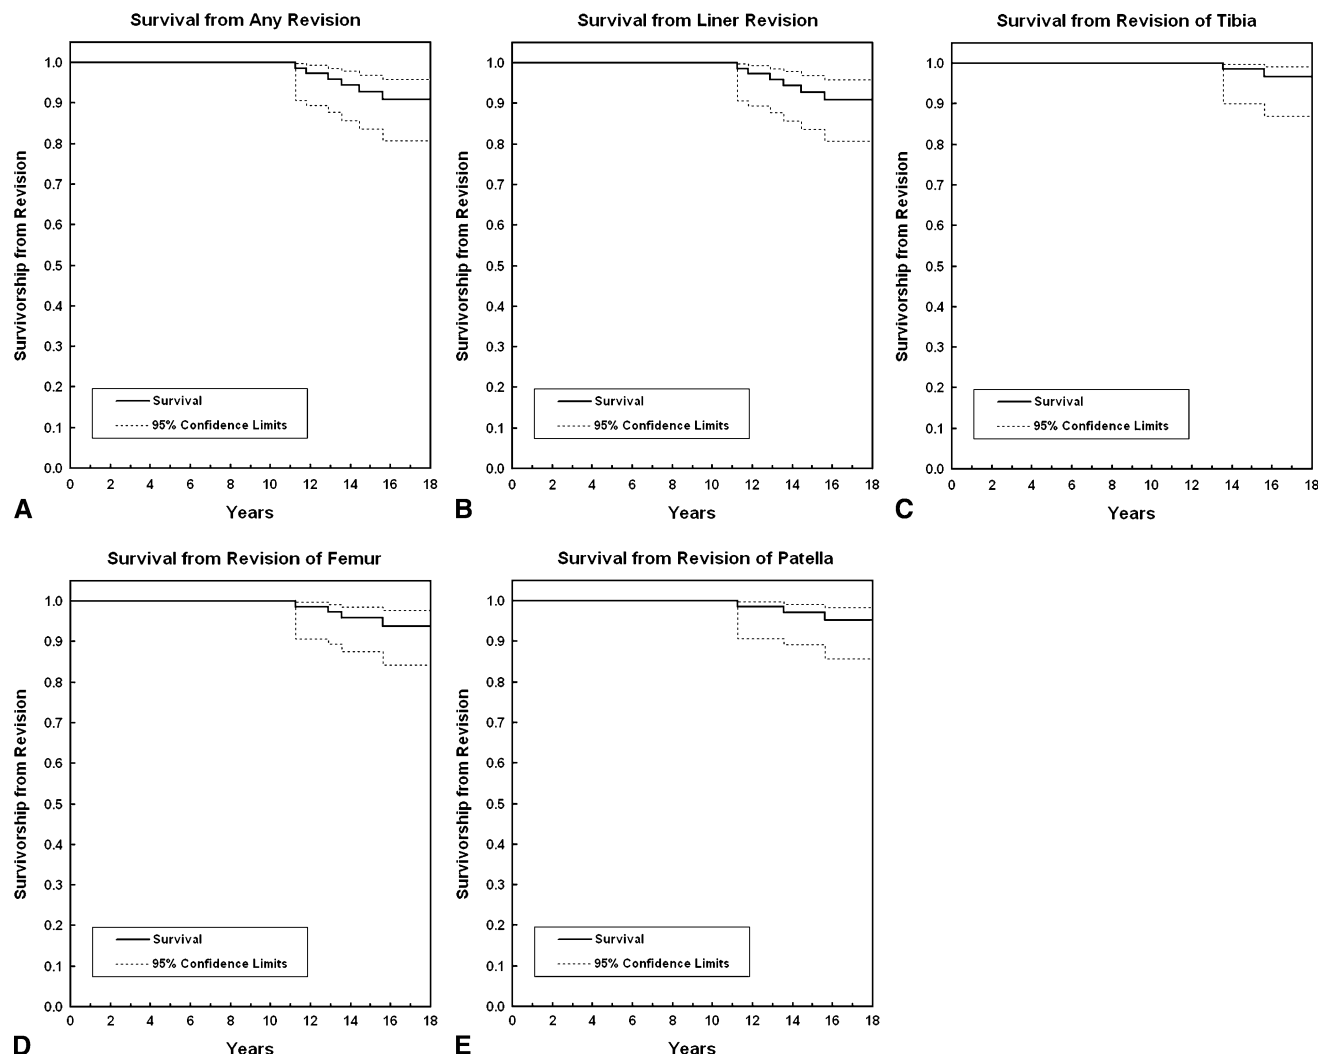 Survival from Any Revision
Survivorship from Revision
1.0
0.9
0.8
0.7
0.6
0.5
0.4
0.3
0.2
0.1
0.0
Survival
95% Confidence Limits
0 2 4 6 8 10 12 14 16 18
Years
A
Survival from Liner Revision
Survivorship from Revision
1.0
0.9
0.8
0.7
0.6
0.5
0.4
0.3
0.2
0.1
0.0
Survival
95% Confidence Limits
0 2 4 6 8 10 12 14 16 18
Years
B
Survival from Revision of Tibia
Survivorship from Revision
1.0
0.9
0.8
0.7
0.6
0.5
0.4
0.3
0.2
0.1
0.0
Survival
95% Confidence Limits
0 2 4 6 8 10 12 14 16 18
Years
C
Survival from Revision of Femur
Survivorship from Revision
1.0
0.9
0.8
0.7
0.6
0.5
0.4
0.3
0.2
0.1
0.0
Survival
95% Confidence Limits
0 2 4 6 8 10 12 14 16 18
Years
D
Survival from Revision of Patella
Survivorship from Revision
1.0
0.9
0.8
0.7
0.6
0.5
0.4
0.3
0.2
0.1
0.0
Survival
95% Confidence Limits
0 2 4 6 8 10 12 14 16 18
Years
E